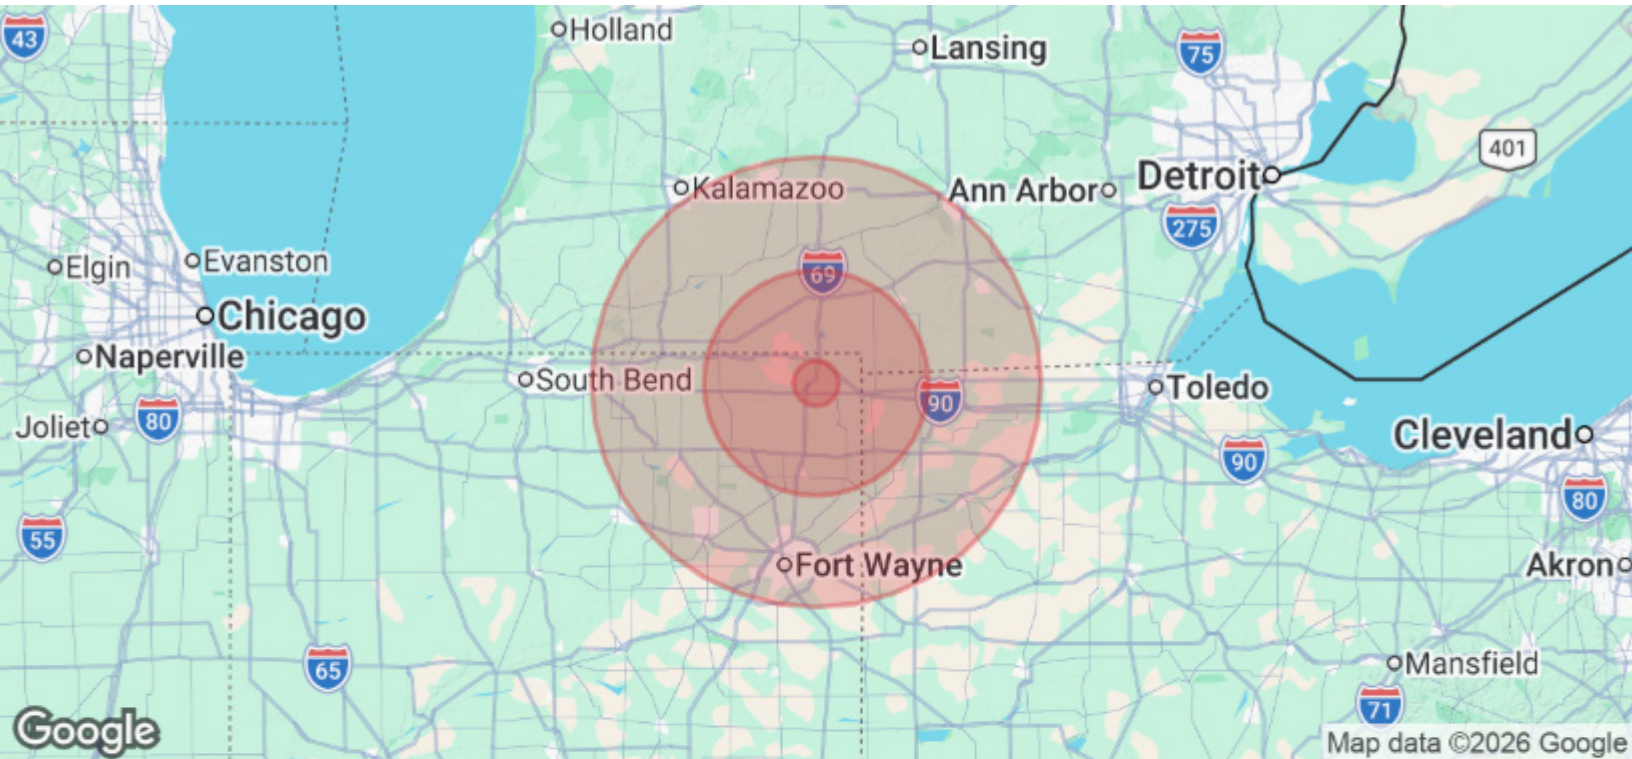 43
Holland
Lansing
75
401
Kalamazoo
Ann Arbor
Detroit
275
Elgin
Evanston
69
Chicago
Naperville
South Bend
90
Toledo
Joliet
80
Cleveland
90
80
55
Fort Wayne
Akron
65
Mansfield
71
Google
Map data ©2026 Google